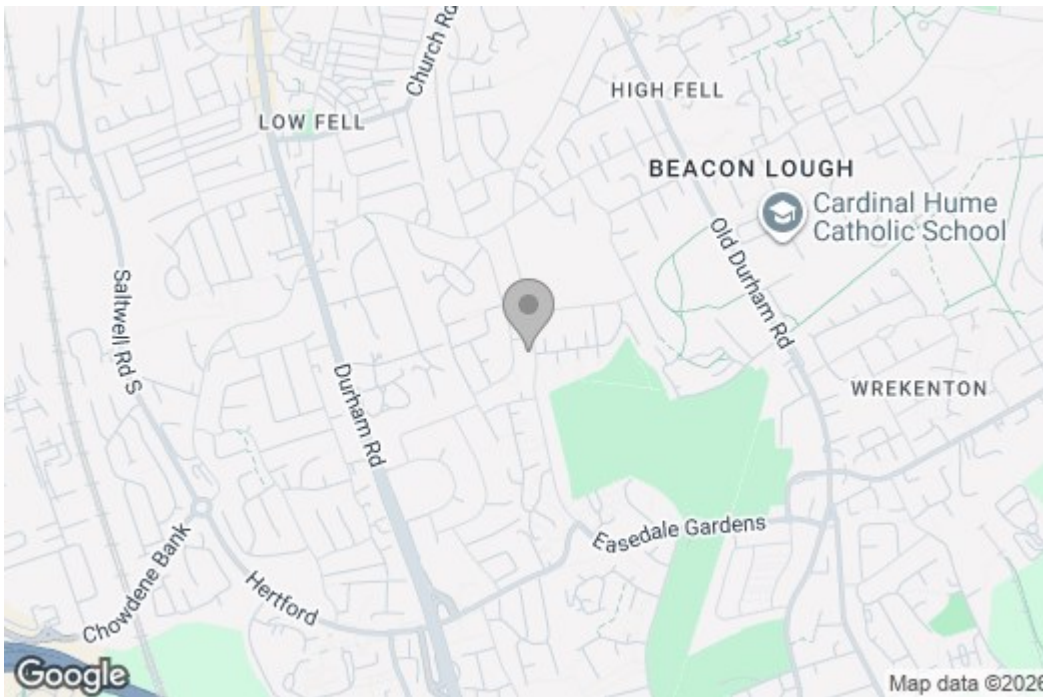 Church Rd
HIGH FELL
LOW FELL
BEACON LOUGH
Cardinal Hume
Catholic School
Old Durham Rd
Saltwell Rd S
Durham Rd
WREKENTON
Easedale Gardens
Chowdene Bank
Hertford
Google
Map data ©2026